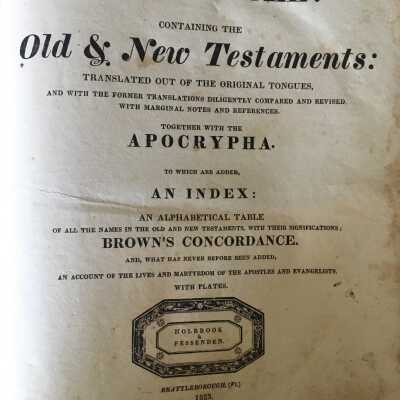 CONTAINING THE
Old & New Testaments:
TRANSLATED OUT OF THE ORIGINAL TONGUES,
AND WITH THE FORMER TRANSLATIONS DILIGENTLY COMPARED AND REVISED.
WITH MARGINAL NOTES AND REFERENCES.
TOGETHER WITH THE
APOCRYPHA.
TO WHICH ARE ADDED,
AN INDEX:
AN ALPHABETICAL TABLE
OF ALL THE NAMES IN THE OLD AND NEW TESTAMENTS, WITH THEIR SIGNIFICATIONS;
BROWN'S CONCORDANCE.
AND, WHAT HAS NEVER BEFORE BEEN ADDED,
AN ACCOUNT OF THE LIVES AND MARTYRDOM OF THE APOSTLES AND EVANGELISTS.
WITH PLATES.
HOLBROOK
&
FESSENDEN.
BRATTLEBOROUGH, (Vt.)
1823.